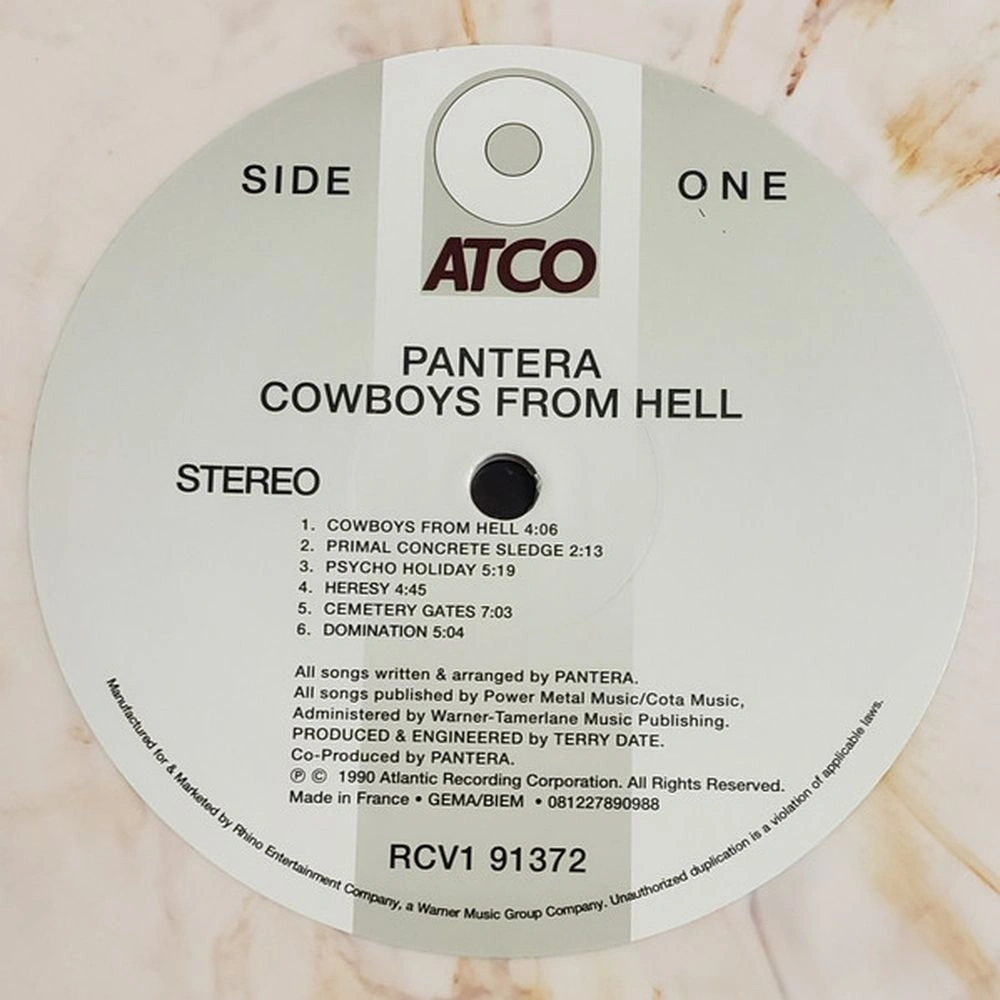 SIDE ONE
ATCO
PANTERA
COWBOYS FROM HELL
STEREO
1. COWBOYS FROM HELL 4:06
2. PRIMAL CONCRETE SLEDGE 2:13
3. PSYCHO HOLIDAY 5:19
4. HERESY 4:45
5. CEMETERY GATES 7:03
6. DOMINATION 5:04
All songs written & arranged by PANTERA.
All songs published by Power Metal Music/Cota Music,
Administered by Warner-Tamerlane Music Publishing.
PRODUCED & ENGINEERED by TERRY DATE.
Co-Produced by PANTERA.
℗ © 1990 Atlantic Recording Corporation. All Rights Reserved.
Made in France • GEMA/BIEM • 081227890988
RCV1 91372
Manufactured for & Marketed by Rhino Entertainment Company, a Warner Music Group Company. Unauthorized duplication is a violation of applicable laws.